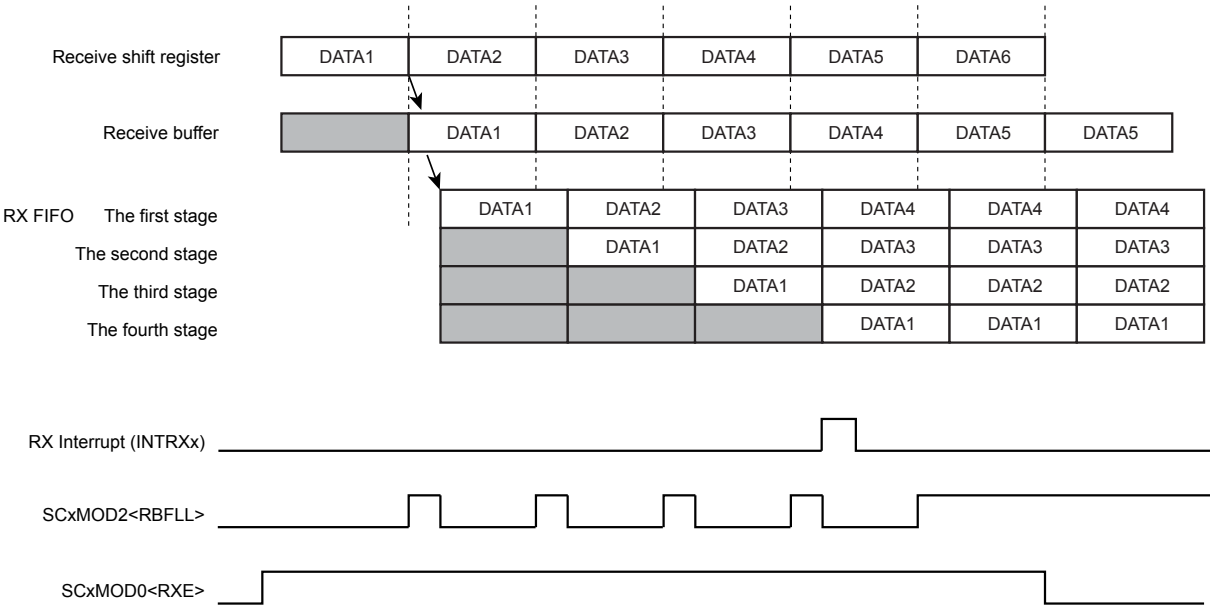 Receive shift register DATA1 DATA2 DATA3 DATA4 DATA5 DATA6
Receive buffer DATA1 DATA2 DATA3 DATA4 DATA5 DATA5
RX FIFO The first stage DATA1 DATA2 DATA3 DATA4 DATA4 DATA4
The second stage DATA1 DATA2 DATA3 DATA3 DATA3
The third stage DATA1 DATA2 DATA2 DATA2
The fourth stage DATA1 DATA1 DATA1
RX Interrupt (INTRXx)
SCxMOD2<RBFLL>
SCxMOD0<RXE>